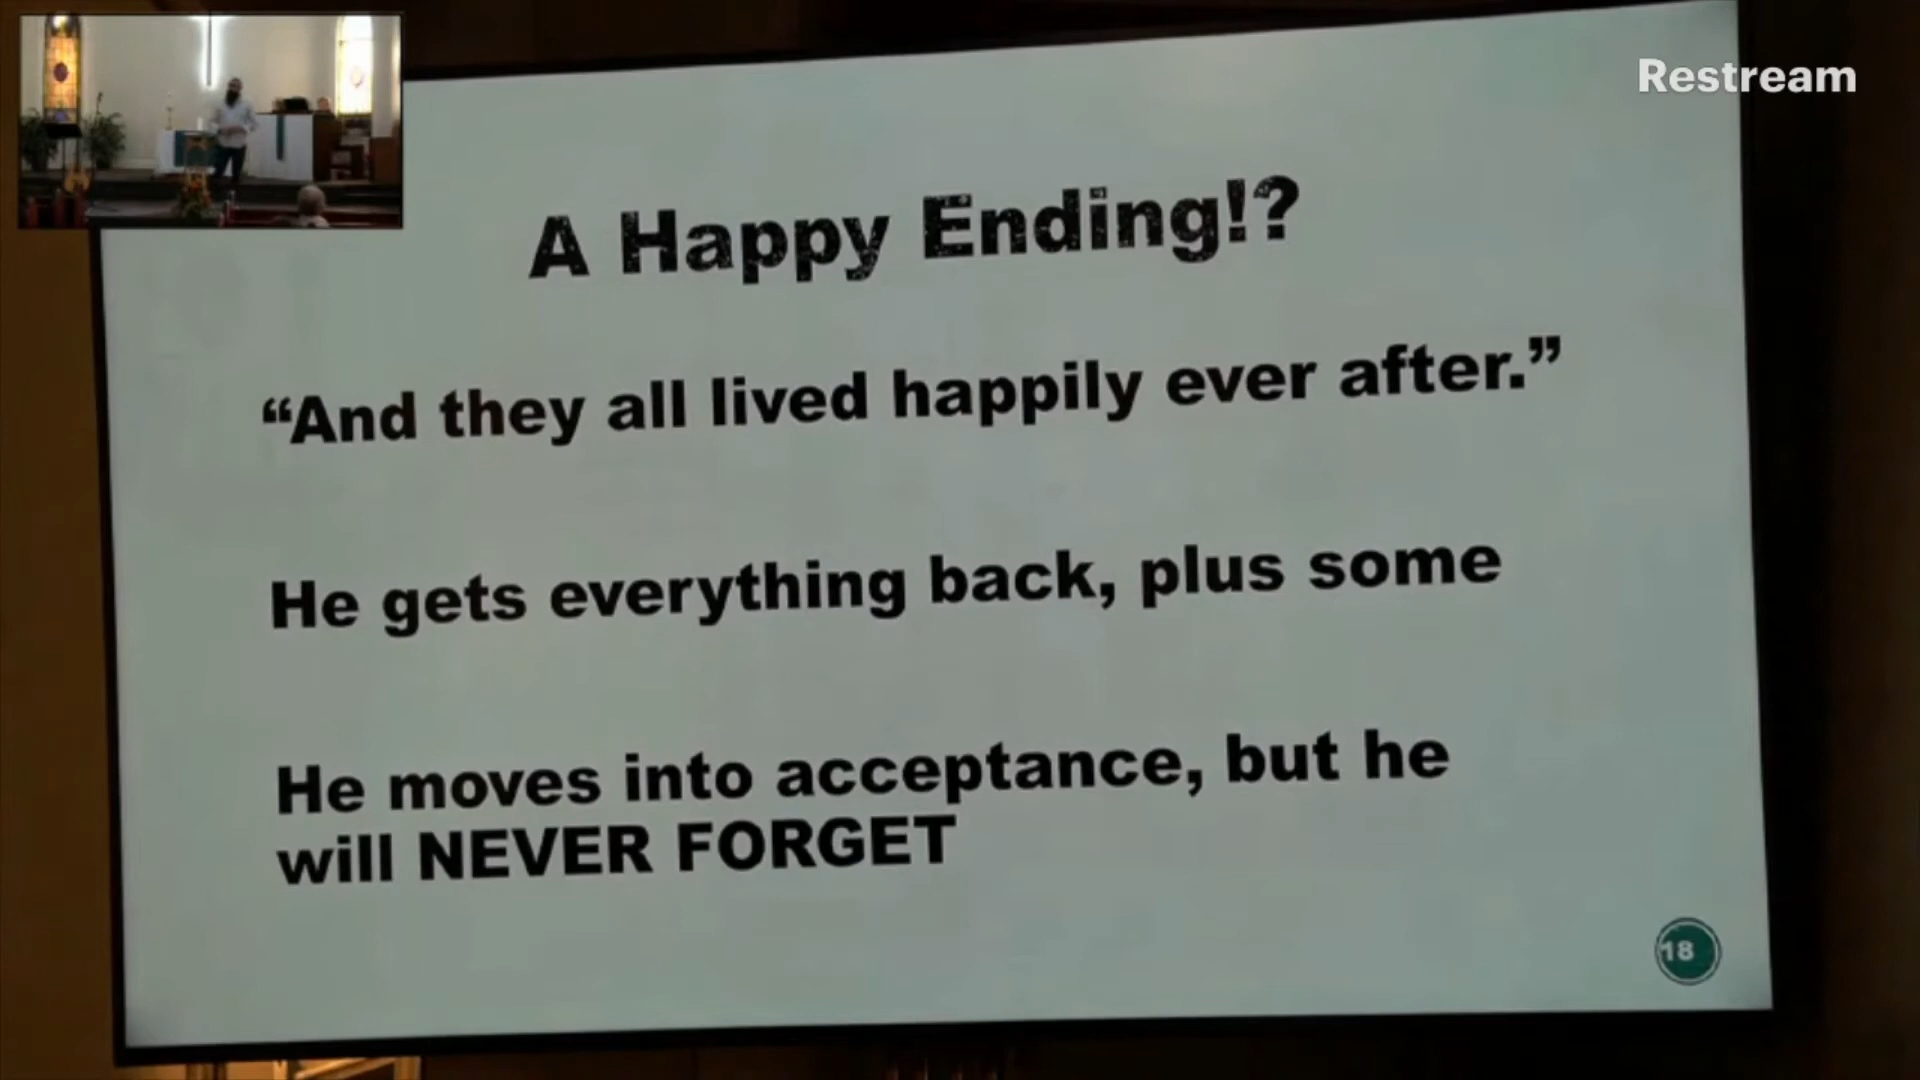 Restream
A Happy Ending!?
“And they all lived happily ever after.”
He gets everything back, plus some
He moves into acceptance, but he
will NEVER FORGET
18